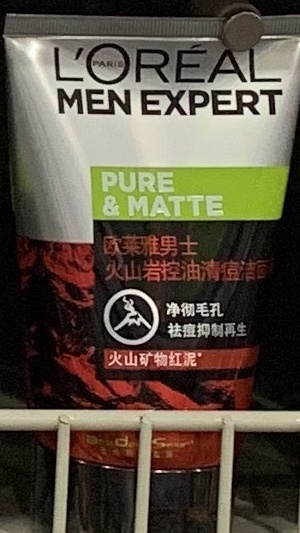 L'ORÉAL
PARIS
MEN EXPERT
PURE
& MATTE
欧莱雅男士
火山岩控油清痘洁面
净彻毛孔
祛痘抑制再生
火山矿物红泥*